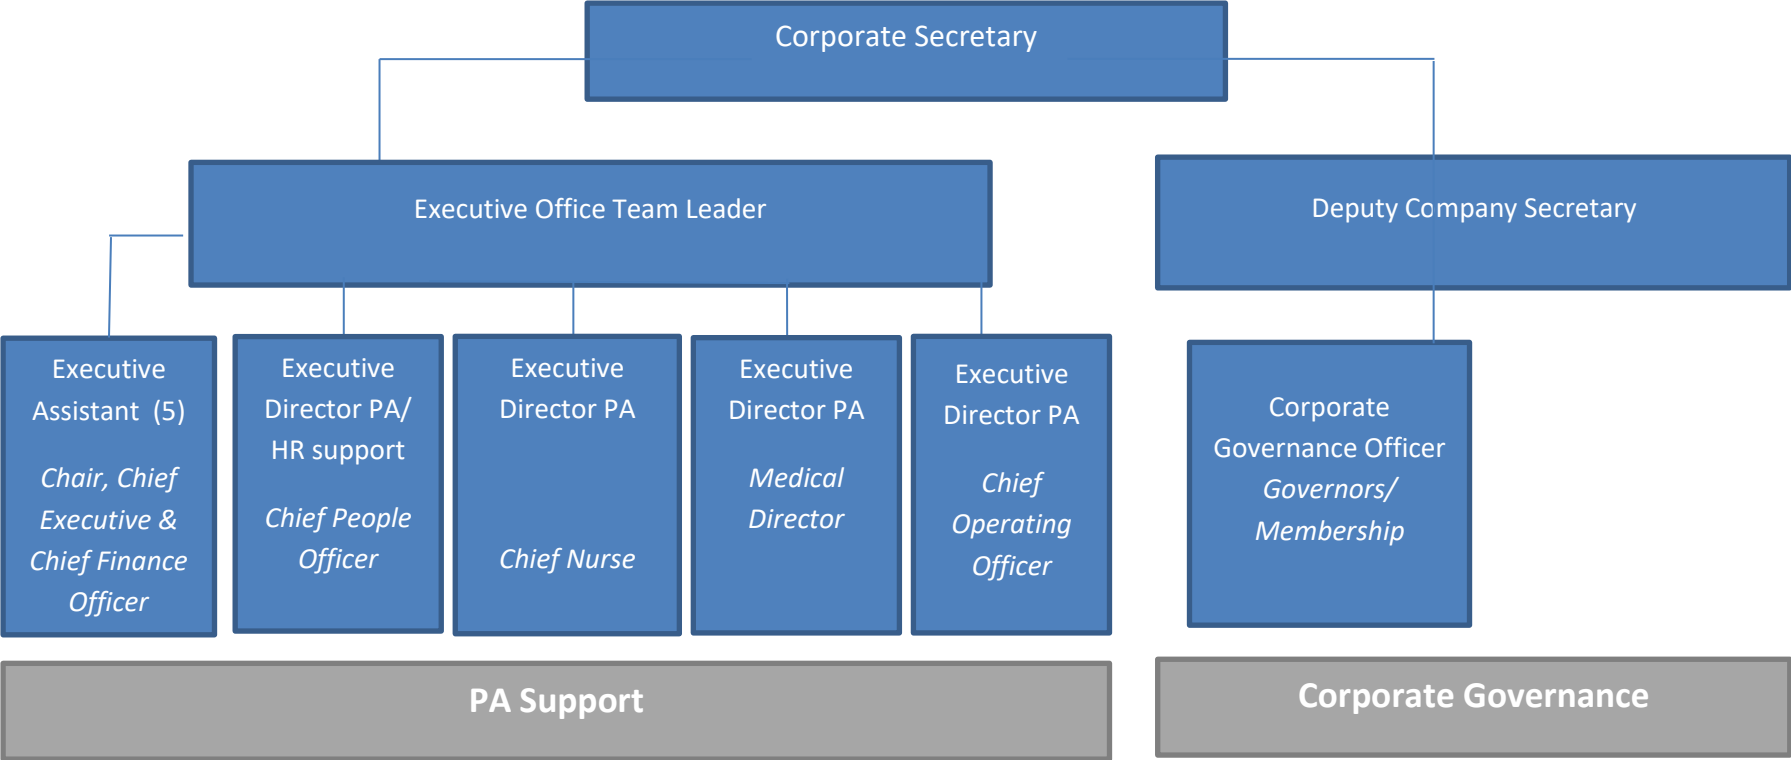 Corporate Secretary
Executive Office Team Leader
Deputy Company Secretary
Executive
Assistant (5)
Chair, Chief
Executive &
Chief Finance
Officer
Executive
Director PA/
HR support
Chief People
Officer
Executive
Director PA
Chief Nurse
Executive
Director PA
Medical
Director
Executive
Director PA
Chief
Operating
Officer
Corporate
Governance Officer
Governors/
Membership
PA Support
Corporate Governance